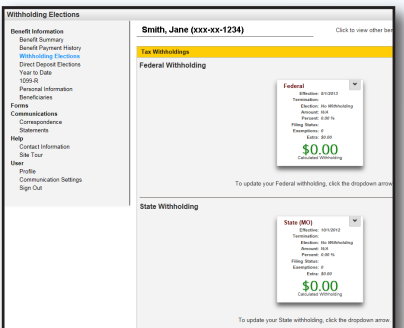 Withholding Elections
Benefit Information
Benefit Summary
Benefit Payment History
Withholding Elections
Direct Deposit Elections
Year to Date
1099-R
Personal Information
Beneficiaries
Forms
Communications
Correspondence
Statements
Help
Contact Information
Site Tour
User
Profile
Communication Settings
Sign Out
Smith, Jane (xxx-xx-1234)
Click to view other ber
Tax Withholdings
Federal Withholding
Federal
Effective: 6/1/2012
Termination:
Election: No Withholding
Amount: N/A
Percent: 0.00 %
Filing Status:
Exemptions: 0
Extra: $0.00
$0.00
Calculated Withholding
To update your Federal withholding, click the dropdown arrow
State Withholding
State (MO)
Effective: 10/1/2012
Termination:
Election: No Withholding
Amount: N/A
Percent: 0.00 %
Filing Status:
Exemptions: 0
Extra: $0.00
$0.00
Calculated Withholding
To update your State withholding, click the dropdown arrow.